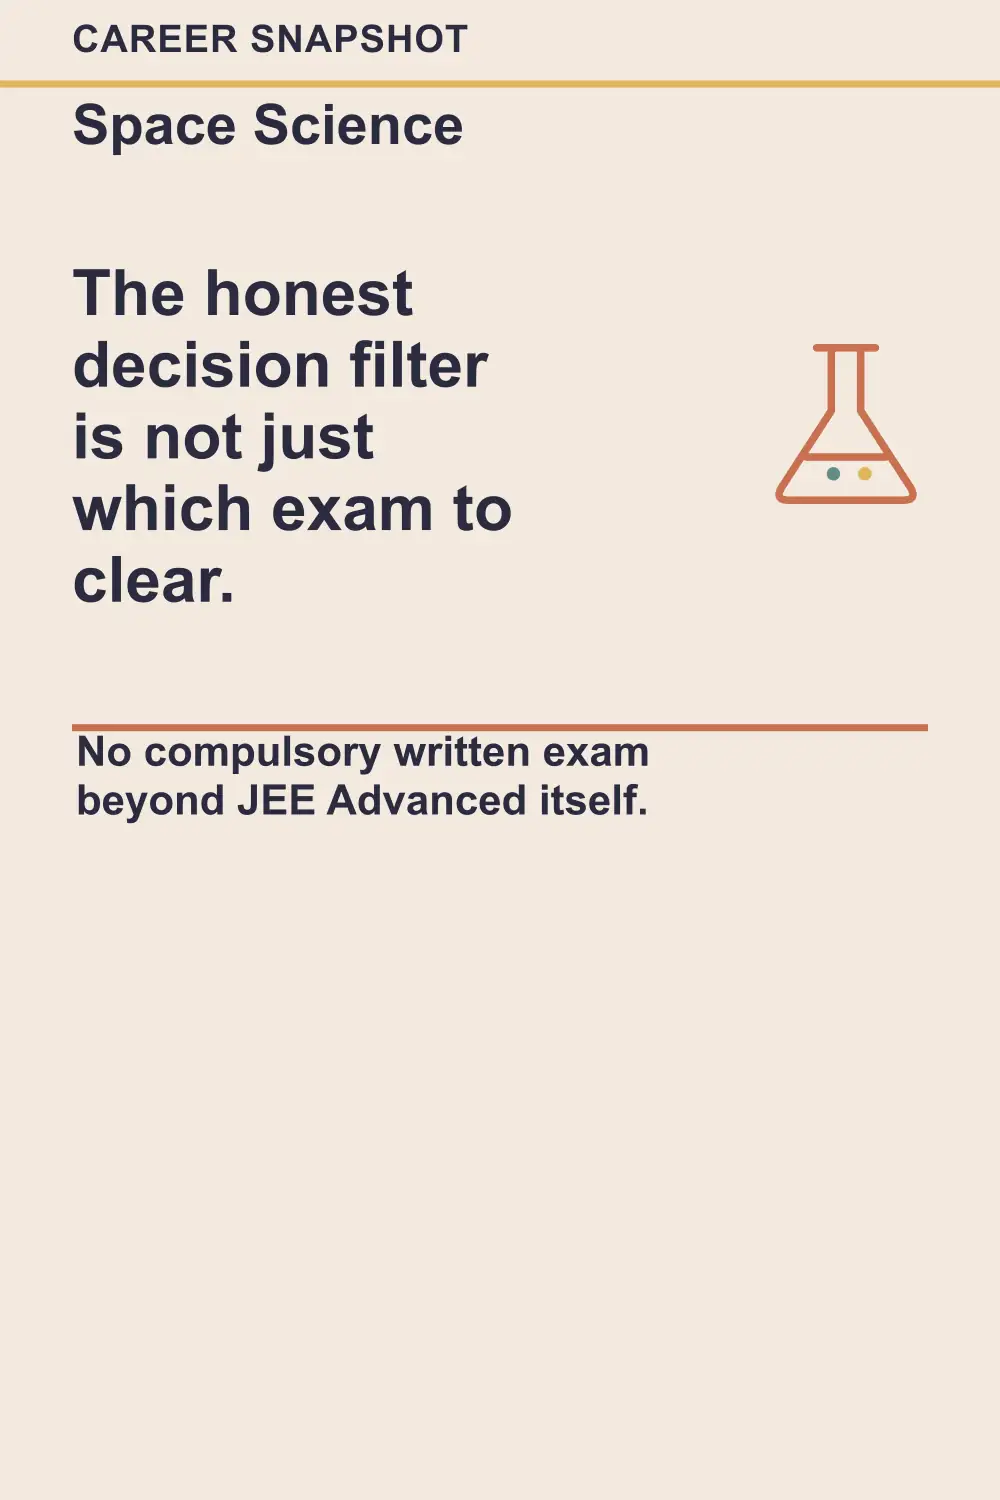 CAREER SNAPSHOT
Space Science
The honest
decision filter
is not just
which exam to
clear.
No compulsory written exam
beyond JEE Advanced itself.